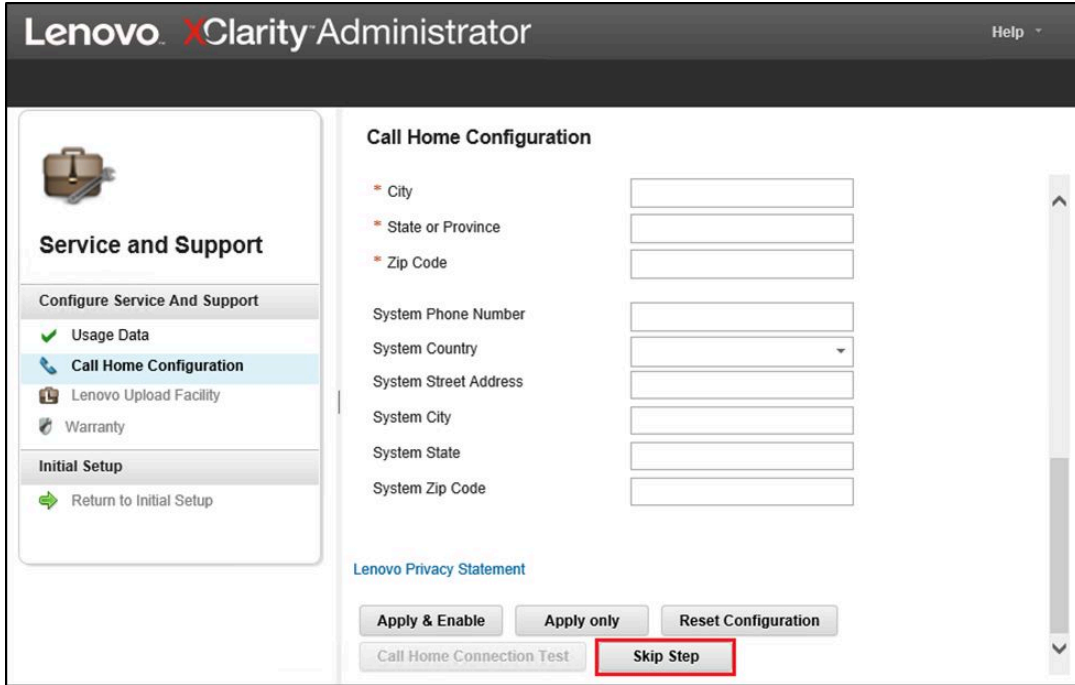 Lenovo. XClarity Administrator
Help
Service and Support
Configure Service And Support
Usage Data
Call Home Configuration
Lenovo Upload Facility
Warranty
Initial Setup
Return to Initial Setup
Call Home Configuration
* City
* State or Province
* Zip Code
System Phone Number
System Country
System Street Address
System City
System State
System Zip Code
Lenovo Privacy Statement
Apply & Enable Apply only Reset Configuration
Call Home Connection Test Skip Step